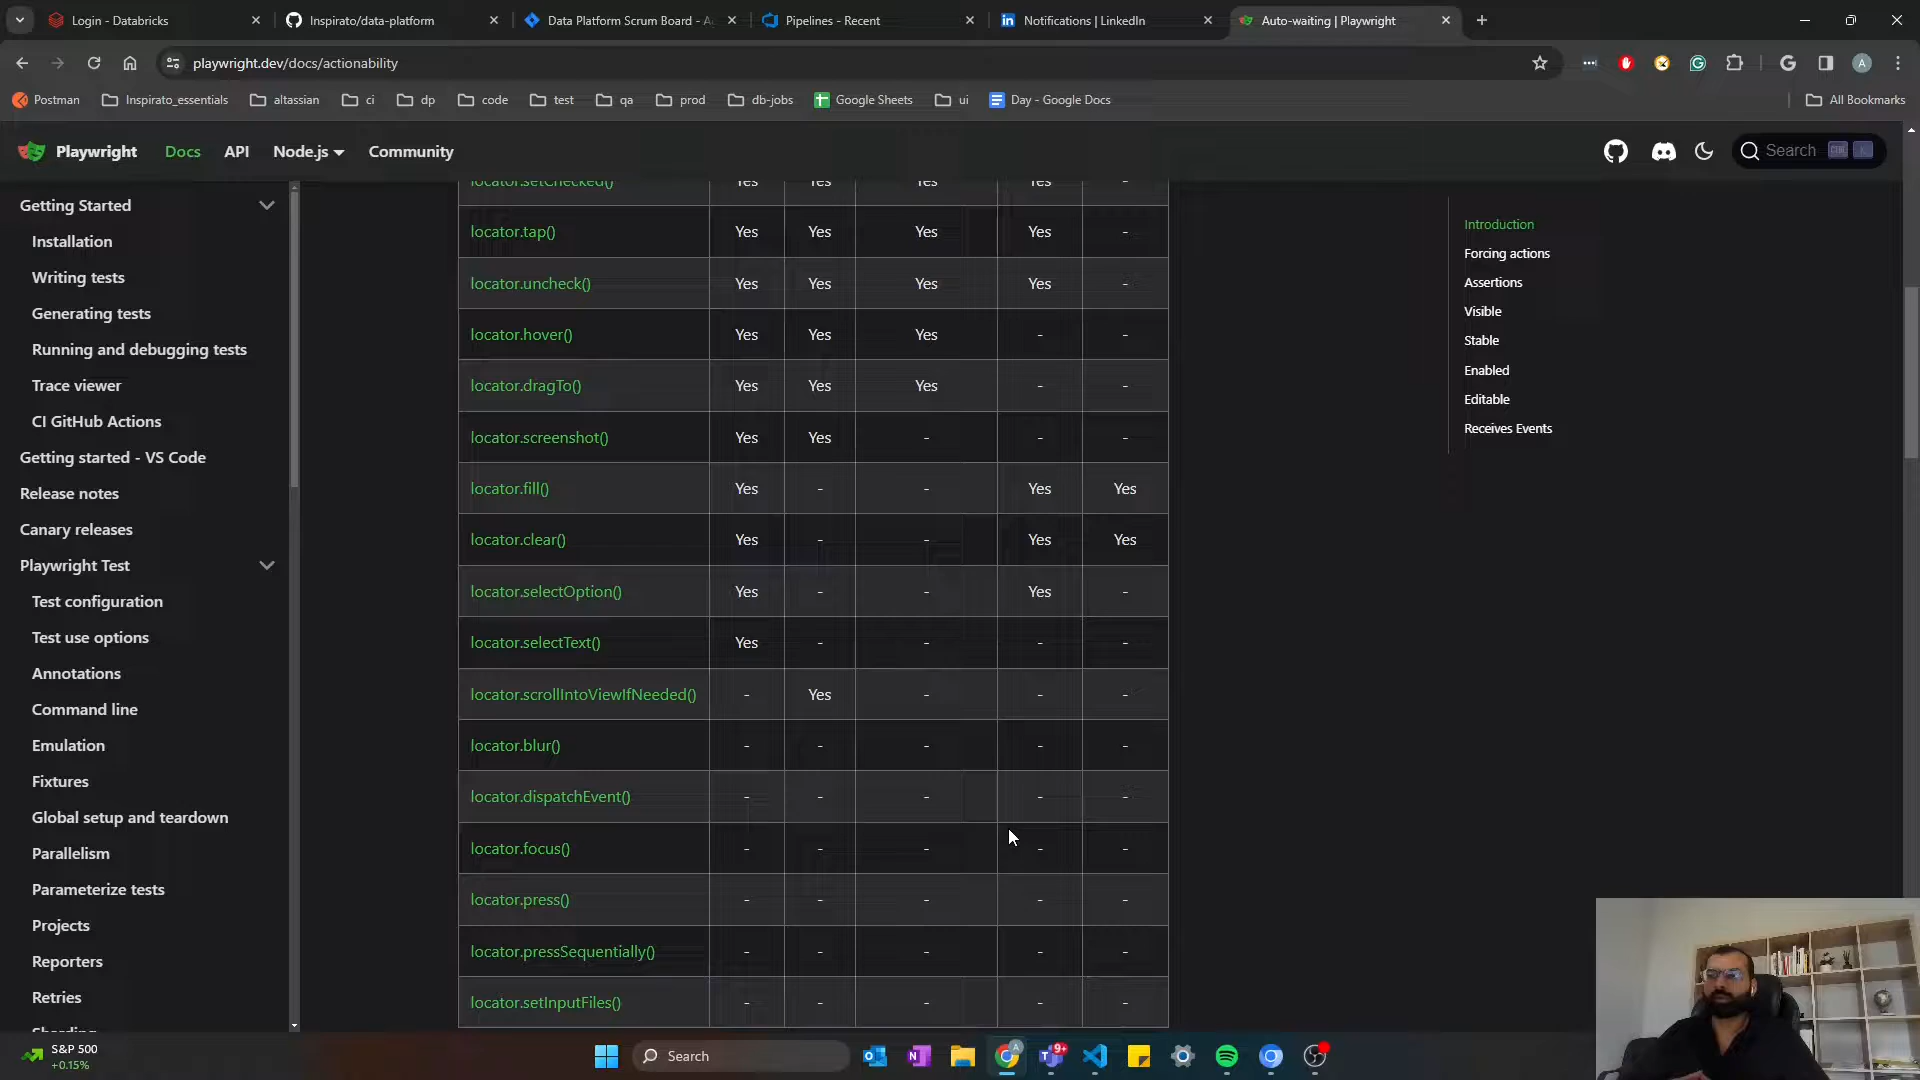 Login - Databricks
Inspirato/data-platform
Data Platform Scrum Board - A
Pipelines - Recent
Notifications | LinkedIn
Auto-waiting | Playwright
playwright.dev/docs/actionability
Postman
Inspirato_essentials
altassian
ci
dp
code
test
qa
prod
db-jobs
Google Sheets
ui
Day - Google Docs
All Bookmarks
Playwright
Docs
API
Node.js
Community
Search
Getting Started
Installation
Writing tests
Generating tests
Running and debugging tests
Trace viewer
CI GitHub Actions
Getting started - VS Code
Release notes
Canary releases
Playwright Test
Test configuration
Test use options
Annotations
Command line
Emulation
Fixtures
Global setup and teardown
Parallelism
Parameterize tests
Projects
Reporters
Retries
Sharding
locator.setChecked() Yes Yes Yes Yes -
locator.tap() Yes Yes Yes Yes -
locator.uncheck() Yes Yes Yes Yes -
locator.hover() Yes Yes Yes - -
locator.dragTo() Yes Yes Yes - -
locator.screenshot() Yes Yes - - -
locator.fill() Yes - - Yes Yes
locator.clear() Yes - - Yes Yes
locator.selectOption() Yes - - Yes -
locator.selectText() Yes - - - -
locator.scrollIntoViewIfNeeded() - Yes - - -
locator.blur() - - - - -
locator.dispatchEvent() - - - - -
locator.focus() - - - - -
locator.press() - - - - -
locator.pressSequentially() - - - - -
locator.setInputFiles() - - - - -
Introduction
Forcing actions
Assertions
Visible
Stable
Enabled
Editable
Receives Events
S&P 500
+0.15%
Search
9+